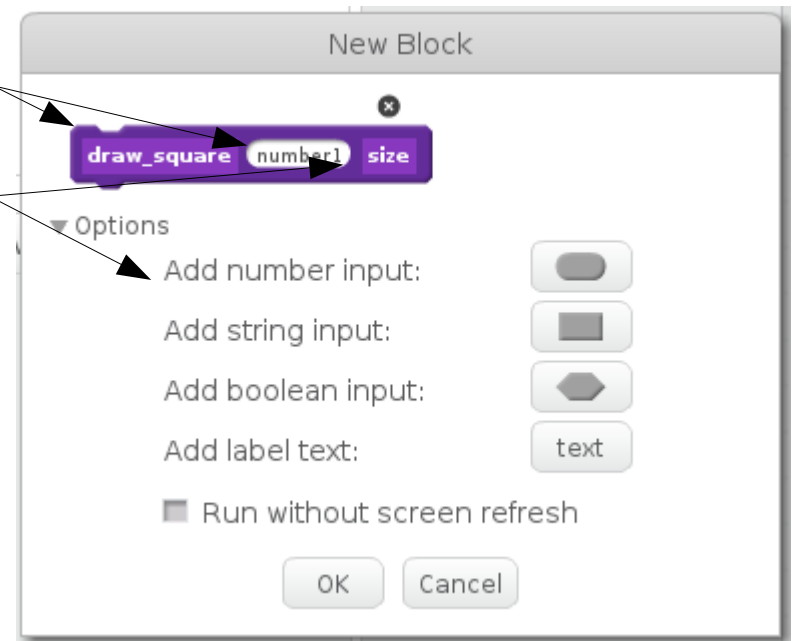 New Block
draw_square number1 size
Options
Add number input:
Add string input:
Add boolean input:
Add label text: text
Run without screen refresh
OK Cancel